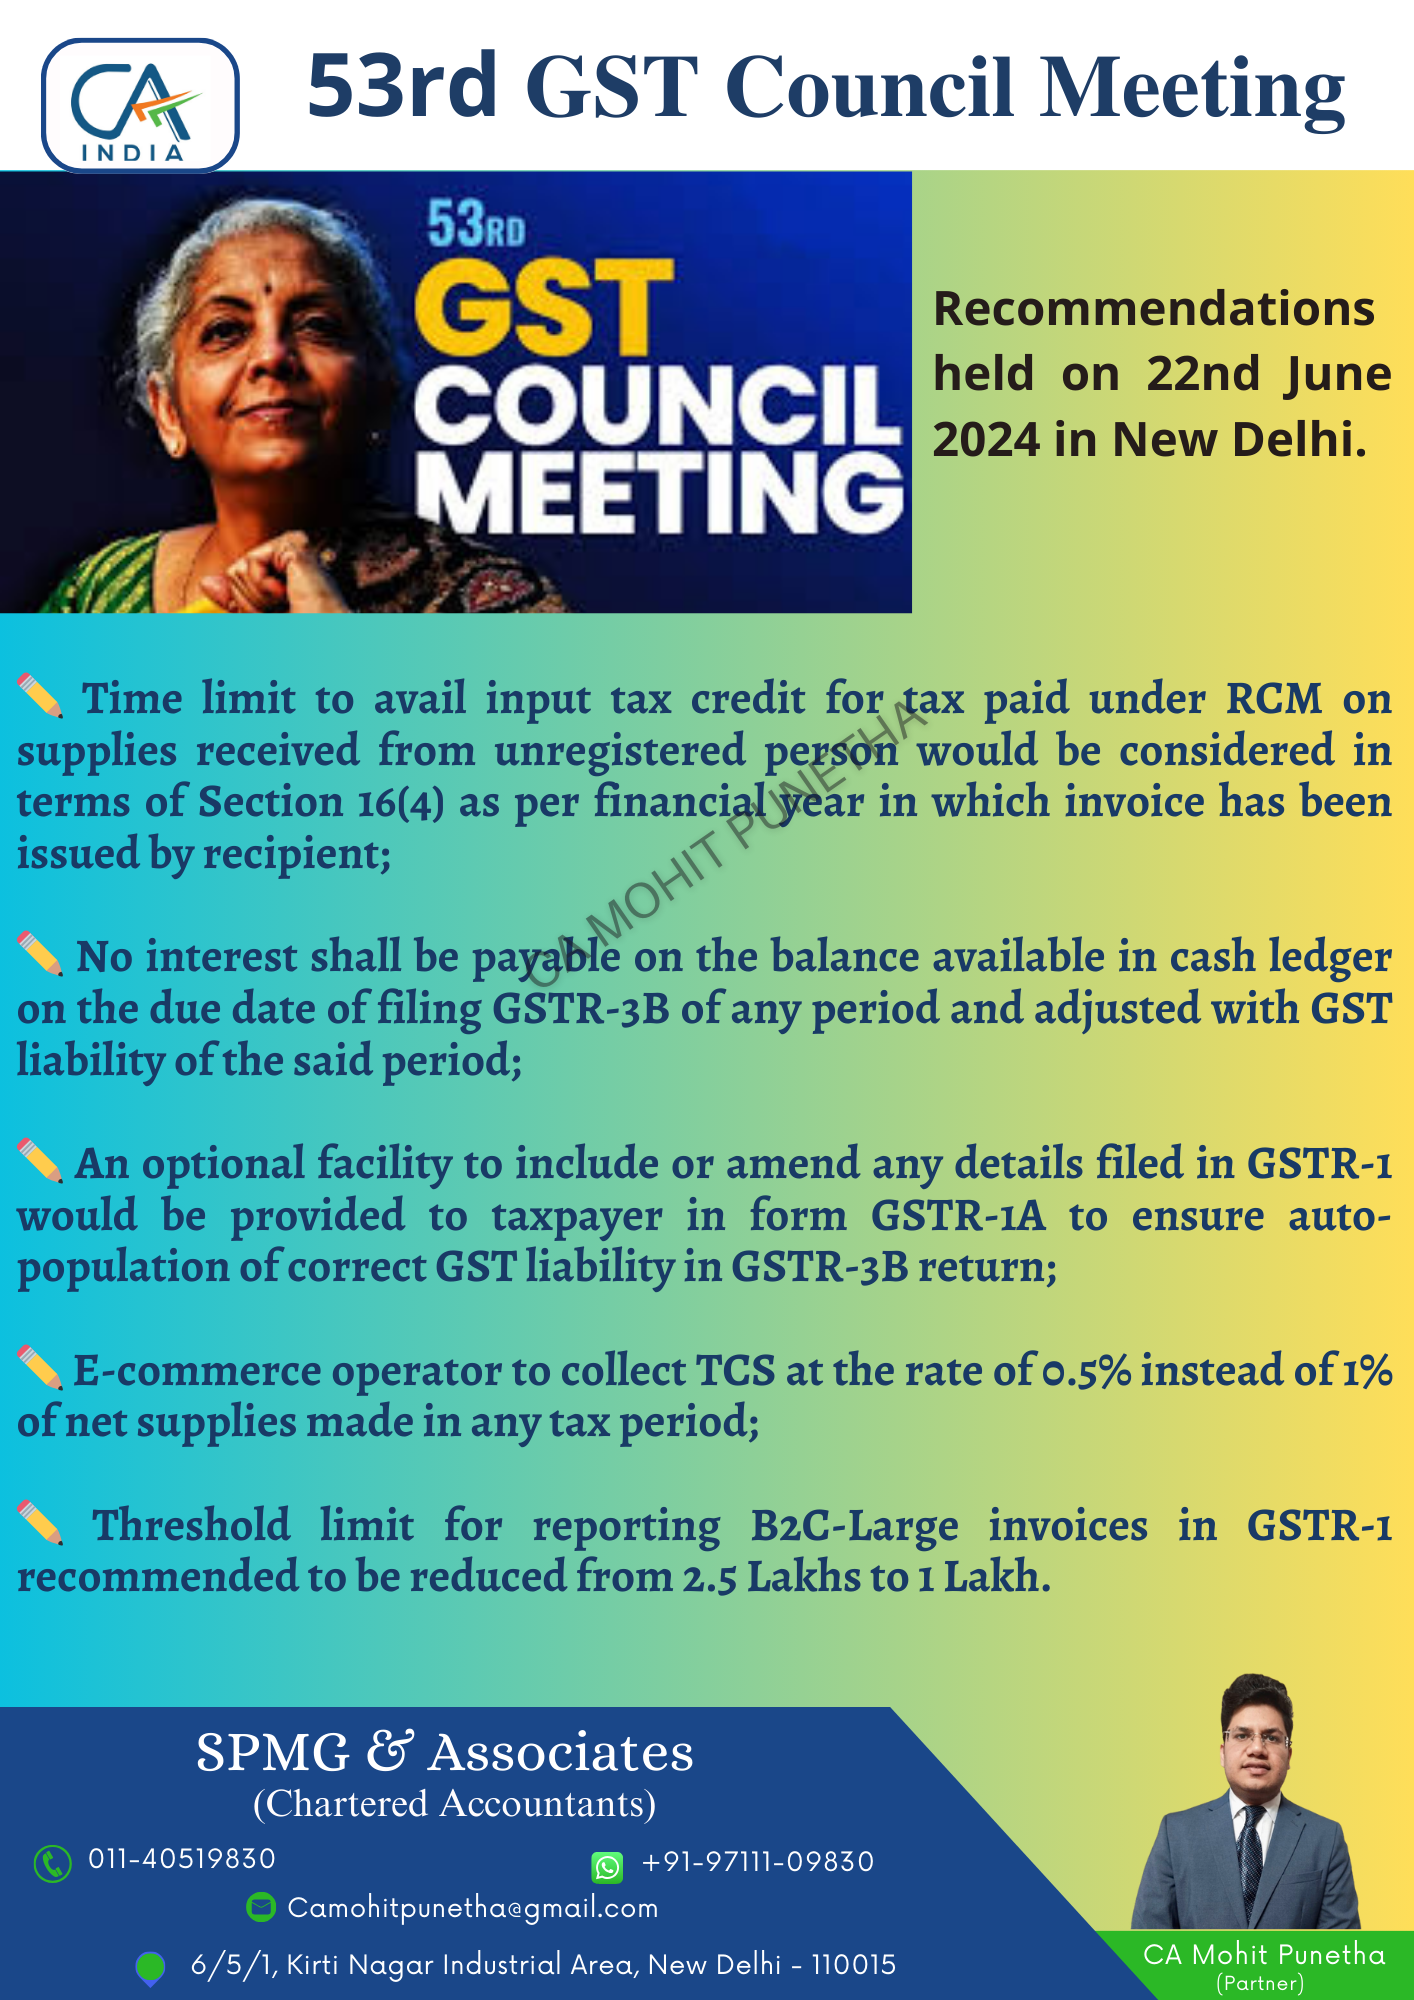 CA
INDIA
53rd GST Council Meeting
53RD
GST
COUNCIL
MEETING
Recommendations
held on 22nd June
2024 in New Delhi.
Time limit to avail input tax credit for tax paid under RCM on
supplies received from unregistered person would be considered in
terms of Section 16(4) as per financial year in which invoice has been
issued by recipient;
CA MOHIT PUNETHA
No interest shall be payable on the balance available in cash ledger
on the due date of filing GSTR-3B of any period and adjusted with GST
liability of the said period;
An optional facility to include or amend any details filed in GSTR-1
would be provided to taxpayer in form GSTR-1A to ensure auto-
population of correct GST liability in GSTR-3B return;
E-commerce operator to collect TCS at the rate of 0.5% instead of 1%
of net supplies made in any tax period;
Threshold limit for reporting B2C-Large invoices in GSTR-1
recommended to be reduced from 2.5 Lakhs to 1 Lakh.
SPMG & Associates
(Chartered Accountants)
011-40519830
+91-97111-09830
Camohitpunetha@gmail.com
6/5/1, Kirti Nagar Industrial Area, New Delhi - 110015
CA Mohit Punetha
(Partner)